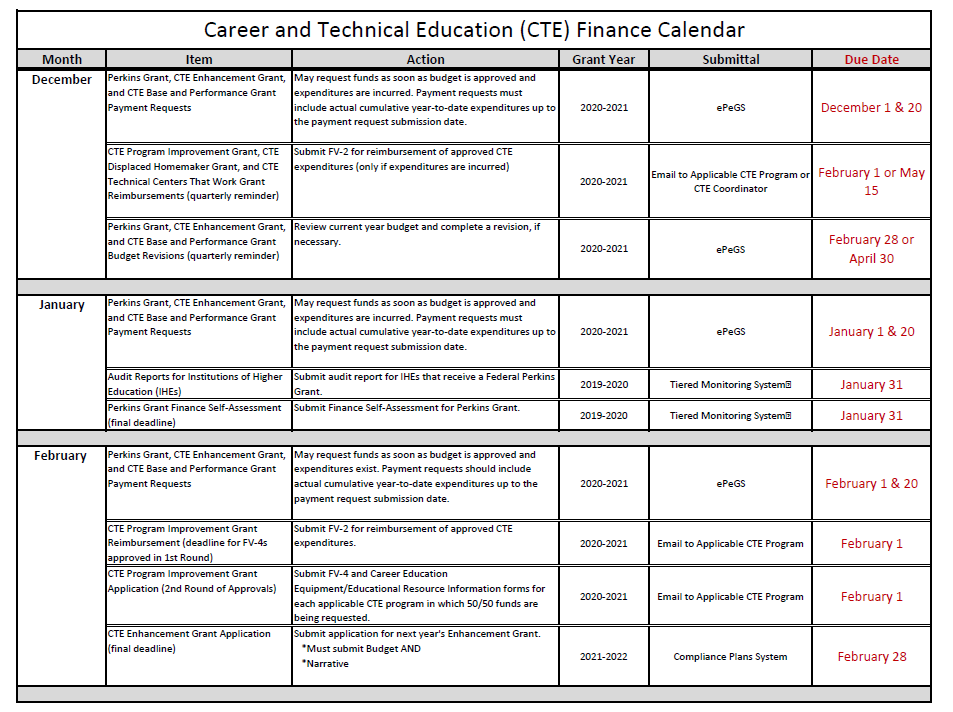 Career and Technical Education (CTE) Finance Calendar
Month Item Action Grant Year Submittal Due Date
December
Perkins Grant, CTE Enhancement Grant,
and CTE Base and Performance Grant
Payment Requests
May request funds as soon as budget is approved and
expenditures are incurred. Payment requests must
include actual cumulative year-to-date expenditures up to
the payment request submission date.
2020-2021
ePeGS
December 1 & 20
CTE Program Improvement Grant, CTE
Displaced Homemaker Grant, and CTE
Technical Centers That Work Grant
Reimbursements (quarterly reminder)
Submit FV-2 for reimbursement of approved CTE
expenditures (only if expenditures are incurred)
2020-2021
Email to Applicable CTE Program or
CTE Coordinator
February 1 or May
15
Perkins Grant, CTE Enhancement Grant,
and CTE Base and Performance Grant
Budget Revisions (quarterly reminder)
Review current year budget and complete a revision, if
necessary.
2020-2021
ePeGS
February 28 or
April 30
January
Perkins Grant, CTE Enhancement Grant,
and CTE Base and Performance Grant
Payment Requests
May request funds as soon as budget is approved and
expenditures are incurred. Payment requests must
include actual cumulative year-to-date expenditures up to
the payment request submission date.
2020-2021
ePeGS
January 1 & 20
Audit Reports for Institutions of Higher
Education (IHEs)
Submit audit report for IHEs that receive a Federal Perkins
Grant.
2019-2020
Tiered Monitoring System
January 31
Perkins Grant Finance Self-Assessment
(final deadline)
Submit Finance Self-Assessment for Perkins Grant.
2019-2020
Tiered Monitoring System
January 31
February
Perkins Grant, CTE Enhancement Grant,
and CTE Base and Performance Grant
Payment Requests
May request funds as soon as budget is approved and
expenditures exist. Payment requests should include
actual cumulative year-to-date expenditures up to the
payment request submission date.
2020-2021
ePeGS
February 1 & 20
CTE Program Improvement Grant
Reimbursement (deadline for FV-4s
approved in 1st Round)
Submit FV-2 for reimbursement of approved CTE
expenditures.
2020-2021
Email to Applicable CTE Program
February 1
CTE Program Improvement Grant
Application (2nd Round of Approvals)
Submit FV-4 and Career Education
Equipment/Educational Resource Information forms for
each applicable CTE program in which 50/50 funds are
being requested.
2020-2021
Email to Applicable CTE Program
February 1
CTE Enhancement Grant Application
(final deadline)
Submit application for next year's Enhancement Grant.
*Must submit Budget AND
*Narrative
2021-2022
Compliance Plans System
February 28